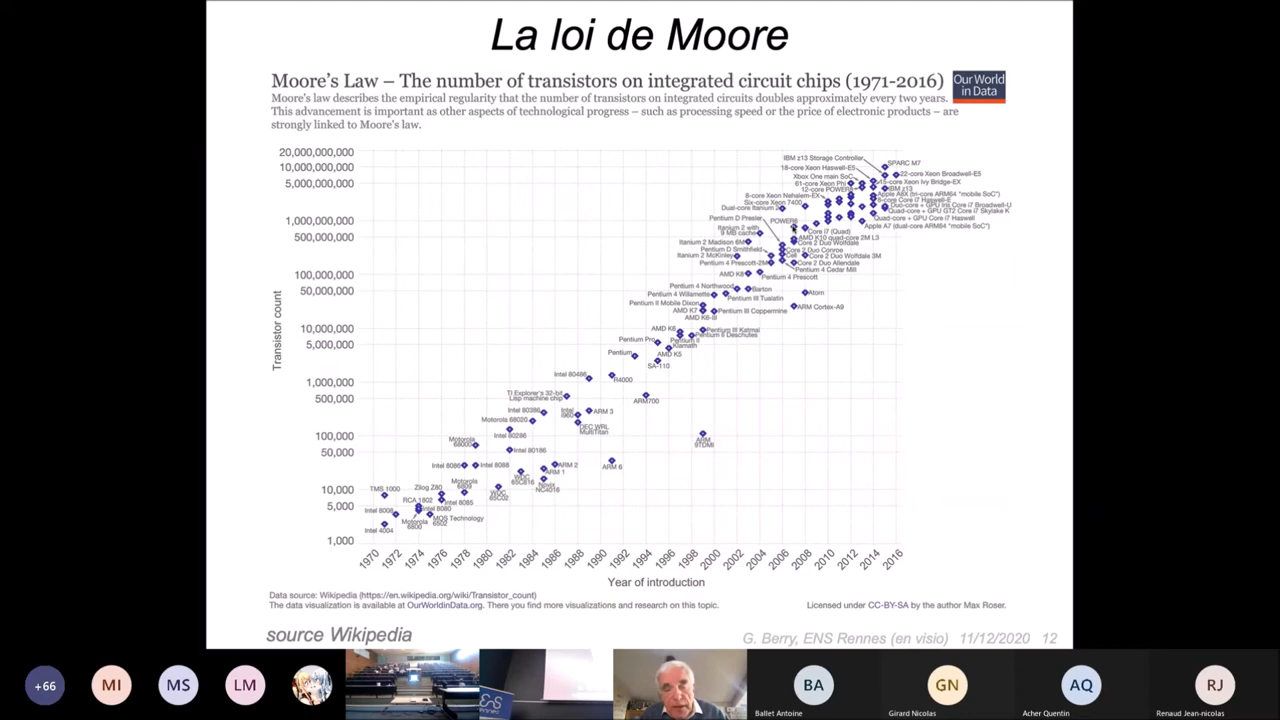 La loi de Moore
Moore's Law – The number of transistors on integrated circuit chips (1971-2016)
Our World
in Data
Moore's law describes the empirical regularity that the number of transistors on integrated circuits doubles approximately every two years.
This advancement is important as other aspects of technological progress – such as processing speed or the price of electronic products – are
strongly linked to Moore's law.
Transistor count
20,000,000,000
10,000,000,000
5,000,000,000
1,000,000,000
500,000,000
100,000,000
50,000,000
10,000,000
5,000,000
1,000,000
500,000
100,000
50,000
10,000
5,000
1,000
IBM z13 Storage Controller
SPARC M7
18-core Xeon Haswell-E5
22-core Xeon Broadwell-E5
Xbox One main SoC
15-core Xeon Ivy Bridge-EX
61-core Xeon Phi
IBM z13
12-core POWER8
Apple A8X (tri-core ARM64 "mobile SoC")
8-core Xeon Nehalem-EX
8-core Core i7 Haswell-E
Six-core Xeon 7400
Duo-core + GPU Iris Core i7 Broadwell-U
Dual-core Itanium 2
Quad-core + GPU GT2 Core i7 Skylake K
Pentium D Presler
POWER6
Quad-core + GPU Core i7 Haswell
Apple A7 (dual-core ARM64 "mobile SoC")
Itanium 2 with
9 MB cache
Core i7 (Quad)
AMD K10 quad-core 2M L3
Itanium 2 Madison 6M
Core 2 Duo Wolfdale
Pentium D Smithfield
Core 2 Duo Conroe
Itanium 2 McKinley
Cell
Core 2 Duo Wolfdale 3M
Pentium 4 Prescott-2M
Core 2 Duo Allendale
Pentium 4 Cedar Mill
AMD K8
Pentium 4 Prescott
Pentium 4 Northwood
Barton
Atom
Pentium 4 Willamette
Pentium III Tualatin
Pentium II Mobile Dixon
ARM Cortex-A9
AMD K7
Pentium III Coppermine
AMD K6-III
AMD K6
Pentium III Katmai
Pentium II Deschutes
Pentium Pro
Pentium II
Klamath
Pentium
AMD K5
SA-110
Intel 80486
R4000
TI Explorer's 32-bit
Lisp machine chip
ARM700
Intel 80386
Intel
i960
ARM 3
Motorola 68020
DEC WRL
MultiTitan
Intel 80286
ARM
9TDMI
Motorola
68000
Intel 80186
Intel 8086
Intel 8088
ARM 2
ARM 6
WDC
65C816
ARM 1
Novix
NC4016
TMS 1000
Zilog Z80
Motorola
6809
WDC
65C02
RCA 1802
Intel 8085
Intel 8008
Intel 8080
Motorola
6800
MOS Technology
6502
Intel 4004
1970 1972 1974 1976 1978 1980 1982 1984 1986 1988 1990 1992 1994 1996 1998 2000 2002 2004 2006 2008 2010 2012 2014 2016
Year of introduction
Data source: Wikipedia (https://en.wikipedia.org/wiki/Transistor_count)
The data visualization is available at OurWorldinData.org. There you find more visualizations and research on this topic.
Licensed under CC-BY-SA by the author Max Roser.
source Wikipedia
G. Berry, ENS Rennes (en visio) 11/12/2020 12
+66
MI
MS
LM
BA
GN
AQ
RJ
Ballet Antoine
Girard Nicolas
Acher Quentin
Renaud Jean-nicolas